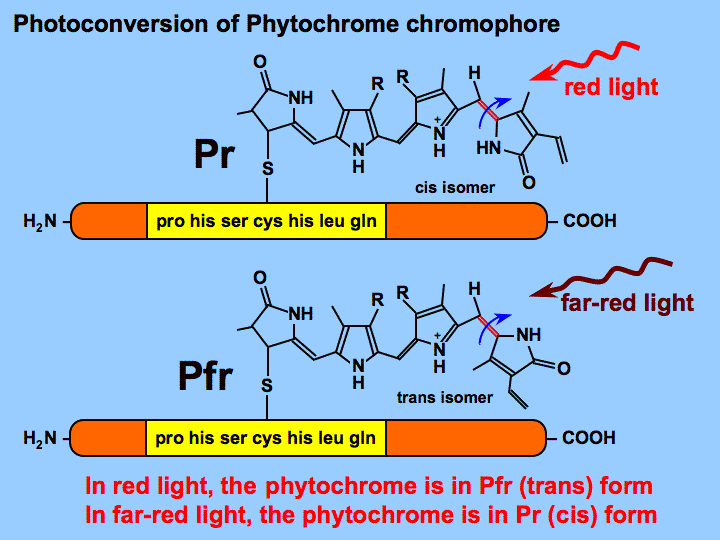 Photoconversion of Phytochrome chromophore
O
NH
R
R
H
red light
N
H
+
N
H
HN
O
Pr
S
cis isomer
H2N
pro his ser cys his leu gln
COOH
O
NH
R
R
H
far-red light
N
H
+
N
H
NH
O
Pfr
S
trans isomer
H2N
pro his ser cys his leu gln
COOH
In red light, the phytochrome is in Pfr (trans) form
In far-red light, the phytochrome is in Pr (cis) form